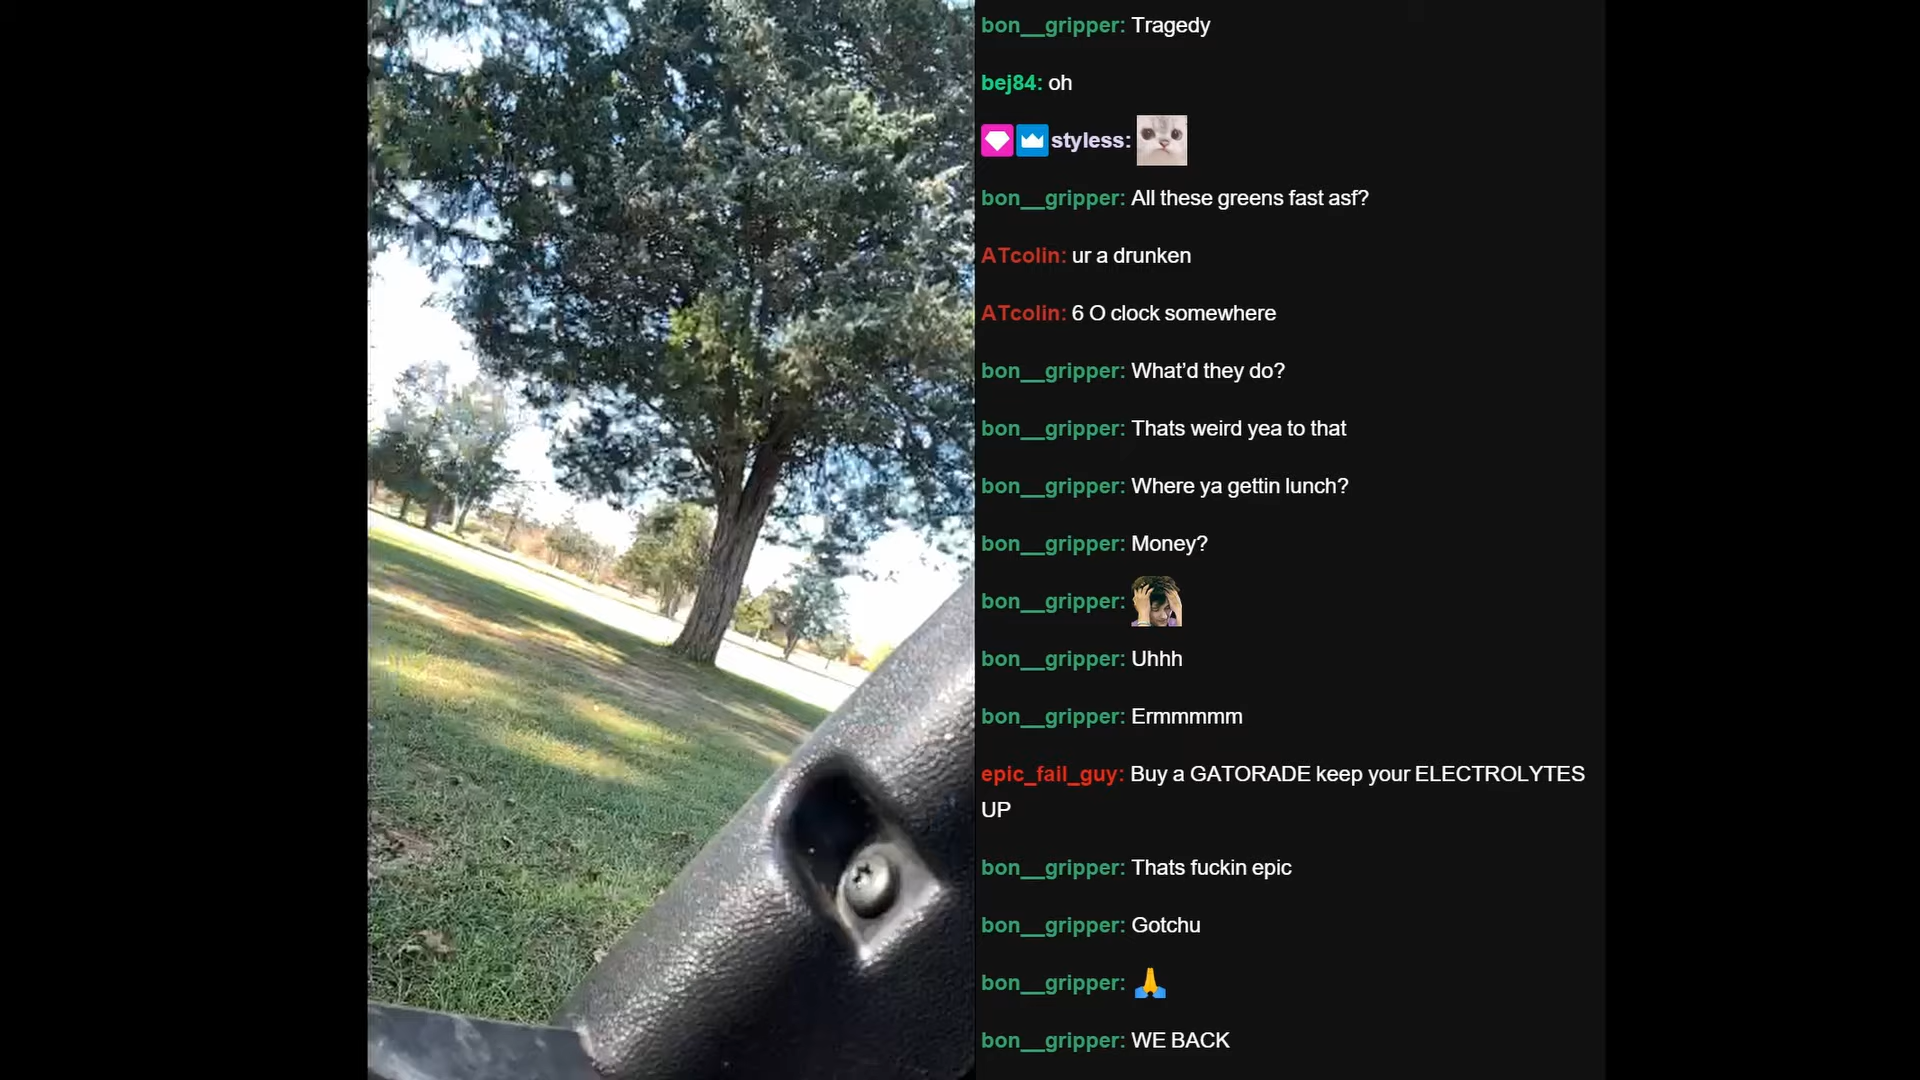 bon__gripper: Tragedy
bej84: oh
styless:
bon__gripper: All these greens fast asf?
ATcolin: ur a drunken
ATcolin: 6 O clock somewhere
bon__gripper: What’d they do?
bon__gripper: Thats weird yea to that
bon__gripper: Where ya gettin lunch?
bon__gripper: Money?
bon__gripper:
bon__gripper: Uhhh
bon__gripper: Ermmmmm
epic_fail_guy: Buy a GATORADE keep your ELECTROLYTES
UP
bon__gripper: Thats fuckin epic
bon__gripper: Gotchu
bon__gripper: 🙏
bon__gripper: WE BACK